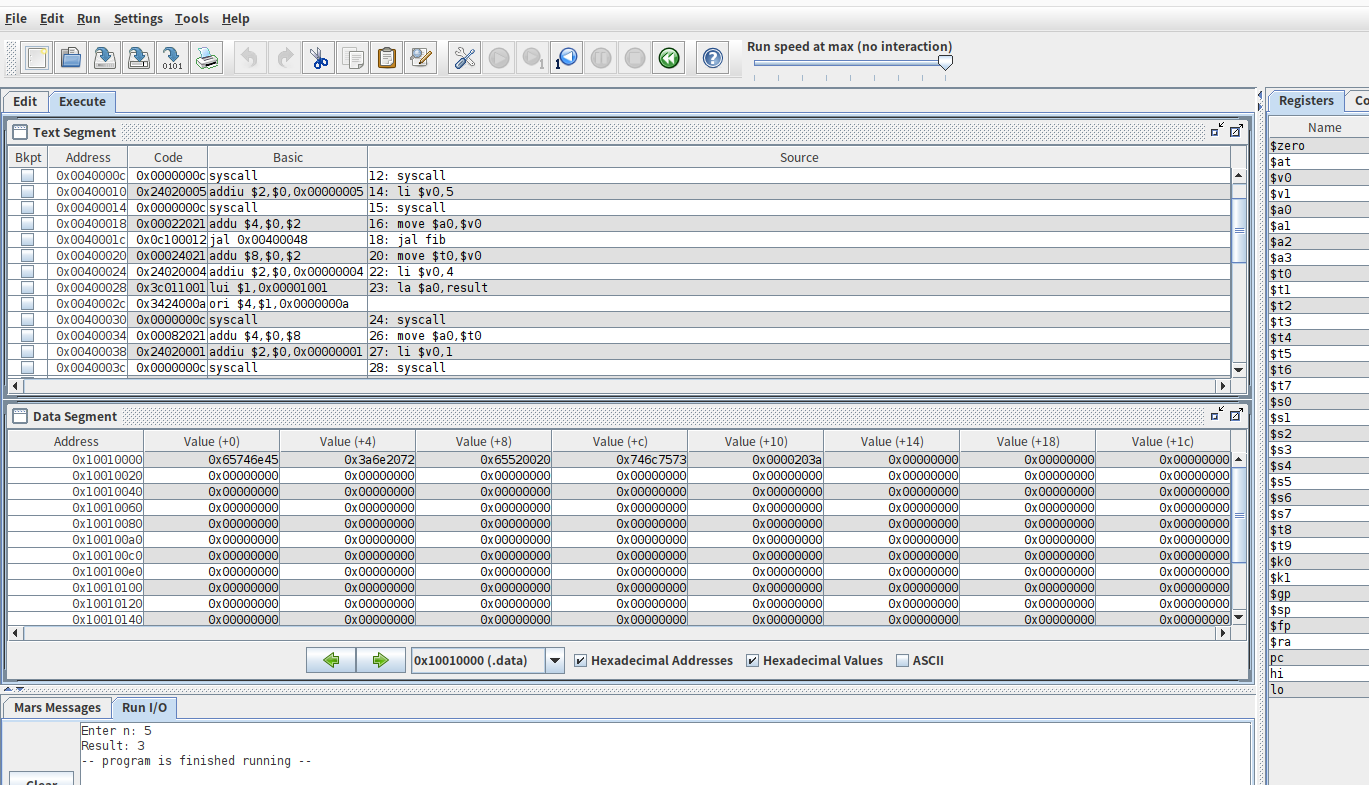 File Edit Run Settings Tools Help
0101
1
1
Run speed at max (no interaction)
Edit Execute
Text Segment
Bkpt Address Code Basic Source
0x0040000c 0x0000000c syscall 12: syscall
0x00400010 0x24020005 addiu $2,$0,0x00000005 14: li $v0,5
0x00400014 0x0000000c syscall 15: syscall
0x00400018 0x00022021 addu $4,$0,$2 16: move $a0,$v0
0x0040001c 0x0c100012 jal 0x00400048 18: jal fib
0x00400020 0x00024021 addu $8,$0,$2 20: move $t0,$v0
0x00400024 0x24020004 addiu $2,$0,0x00000004 22: li $v0,4
0x00400028 0x3c011001 lui $1,0x00001001 23: la $a0,result
0x0040002c 0x3424000a ori $4,$1,0x0000000a
0x00400030 0x0000000c syscall 24: syscall
0x00400034 0x00082021 addu $4,$0,$8 26: move $a0,$t0
0x00400038 0x24020001 addiu $2,$0,0x00000001 27: li $v0,1
0x0040003c 0x0000000c syscall 28: syscall
Data Segment
Address Value (+0) Value (+4) Value (+8) Value (+c) Value (+10) Value (+14) Value (+18) Value (+1c)
0x10010000 0x65746e45 0x3a6e2072 0x65520020 0x746c7573 0x0000203a 0x00000000 0x00000000 0x00000000
0x10010020 0x00000000 0x00000000 0x00000000 0x00000000 0x00000000 0x00000000 0x00000000 0x00000000
0x10010040 0x00000000 0x00000000 0x00000000 0x00000000 0x00000000 0x00000000 0x00000000 0x00000000
0x10010060 0x00000000 0x00000000 0x00000000 0x00000000 0x00000000 0x00000000 0x00000000 0x00000000
0x10010080 0x00000000 0x00000000 0x00000000 0x00000000 0x00000000 0x00000000 0x00000000 0x00000000
0x100100a0 0x00000000 0x00000000 0x00000000 0x00000000 0x00000000 0x00000000 0x00000000 0x00000000
0x100100c0 0x00000000 0x00000000 0x00000000 0x00000000 0x00000000 0x00000000 0x00000000 0x00000000
0x100100e0 0x00000000 0x00000000 0x00000000 0x00000000 0x00000000 0x00000000 0x00000000 0x00000000
0x10010100 0x00000000 0x00000000 0x00000000 0x00000000 0x00000000 0x00000000 0x00000000 0x00000000
0x10010120 0x00000000 0x00000000 0x00000000 0x00000000 0x00000000 0x00000000 0x00000000 0x00000000
0x10010140 0x00000000 0x00000000 0x00000000 0x00000000 0x00000000 0x00000000 0x00000000 0x00000000
0x10010000 (.data) Hexadecimal Addresses Hexadecimal Values ASCII
Mars Messages Run I/O
Enter n: 5
Result: 3
-- program is finished running --
Clear
Registers Co
Name
$zero
$at
$v0
$v1
$a0
$a1
$a2
$a3
$t0
$t1
$t2
$t3
$t4
$t5
$t6
$t7
$s0
$s1
$s2
$s3
$s4
$s5
$s6
$s7
$t8
$t9
$k0
$k1
$gp
$sp
$fp
$ra
pc
hi
lo